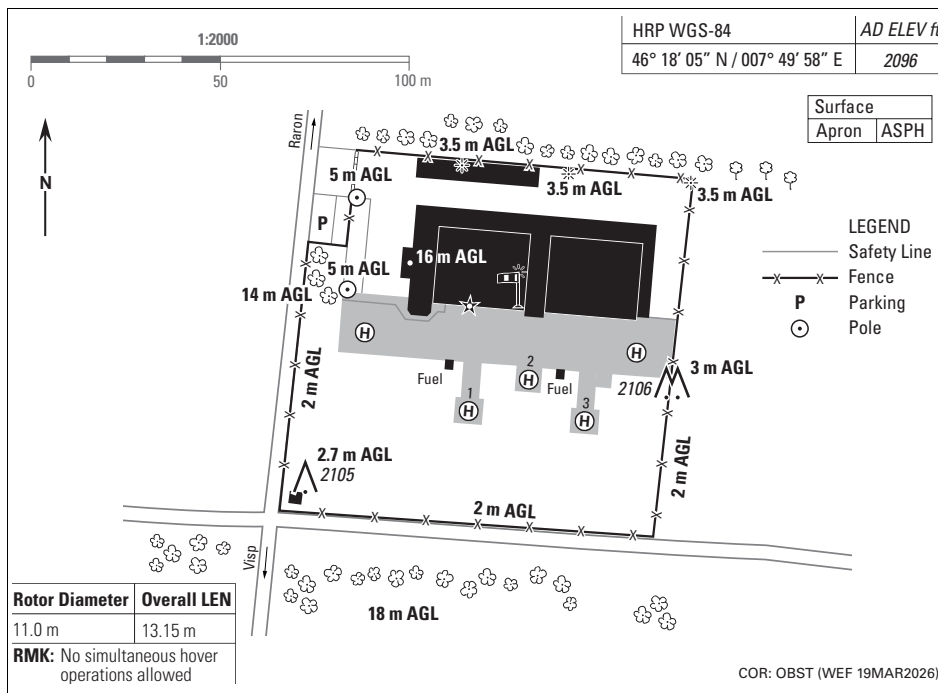 HRP WGS-84
AD ELEV ft
46° 18' 05" N / 007° 49' 58" E
2096
1:2000
0 50 100 m
Surface
Apron ASPH
N
Raron
3.5 m AGL
5 m AGL
3.5 m AGL
3.5 m AGL
P
LEGEND
Safety Line
Fence
P Parking
Pole
16 m AGL
5 m AGL
14 m AGL
H
H
2
H
Fuel
Fuel
1
H
3
H
2106
3 m AGL
2 m AGL
2.7 m AGL
2105
2 m AGL
2 m AGL
Visp
18 m AGL
Rotor Diameter Overall LEN
11.0 m 13.15 m
RMK: No simultaneous hover
operations allowed
COR: OBST (WEF 19MAR2026)